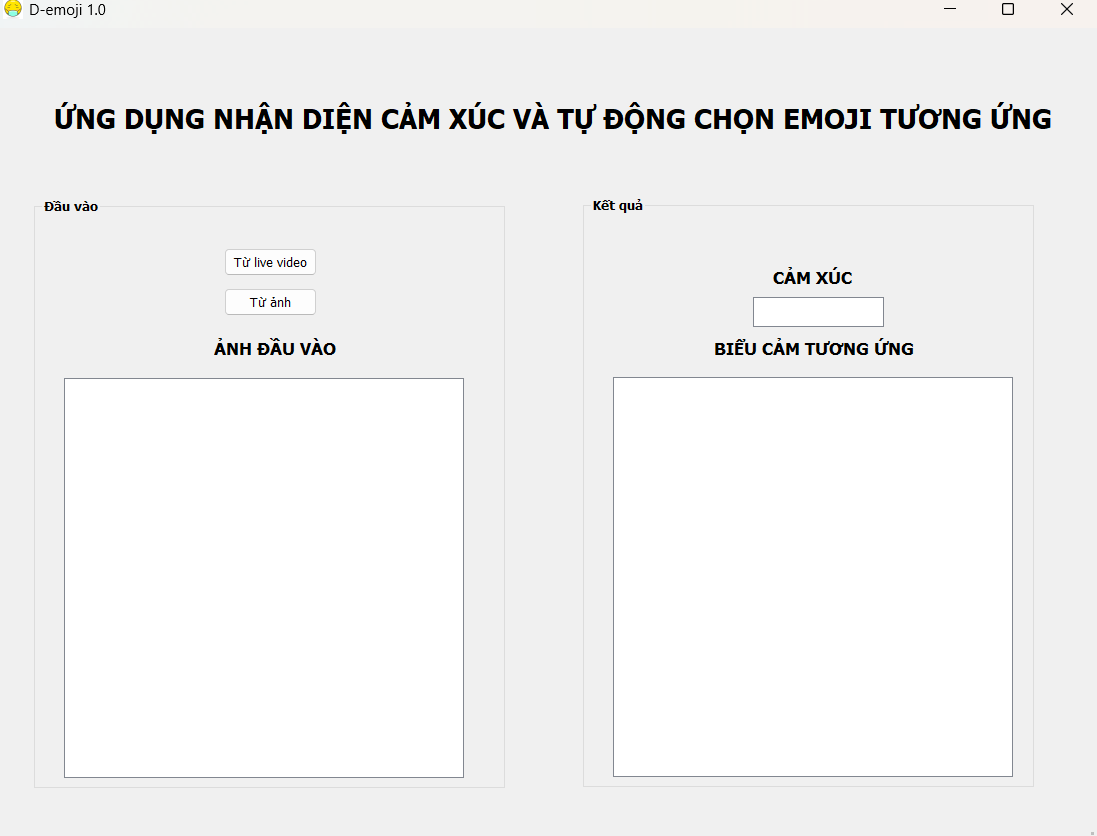 D-emoji 1.0
ỨNG DỤNG NHẬN DIỆN CẢM XÚC VÀ TỰ ĐỘNG CHỌN EMOJI TƯƠNG ỨNG
Đầu vào
Từ live video
Từ ảnh
ẢNH ĐẦU VÀO
Kết quả
CẢM XÚC
BIỂU CẢM TƯƠNG ỨNG